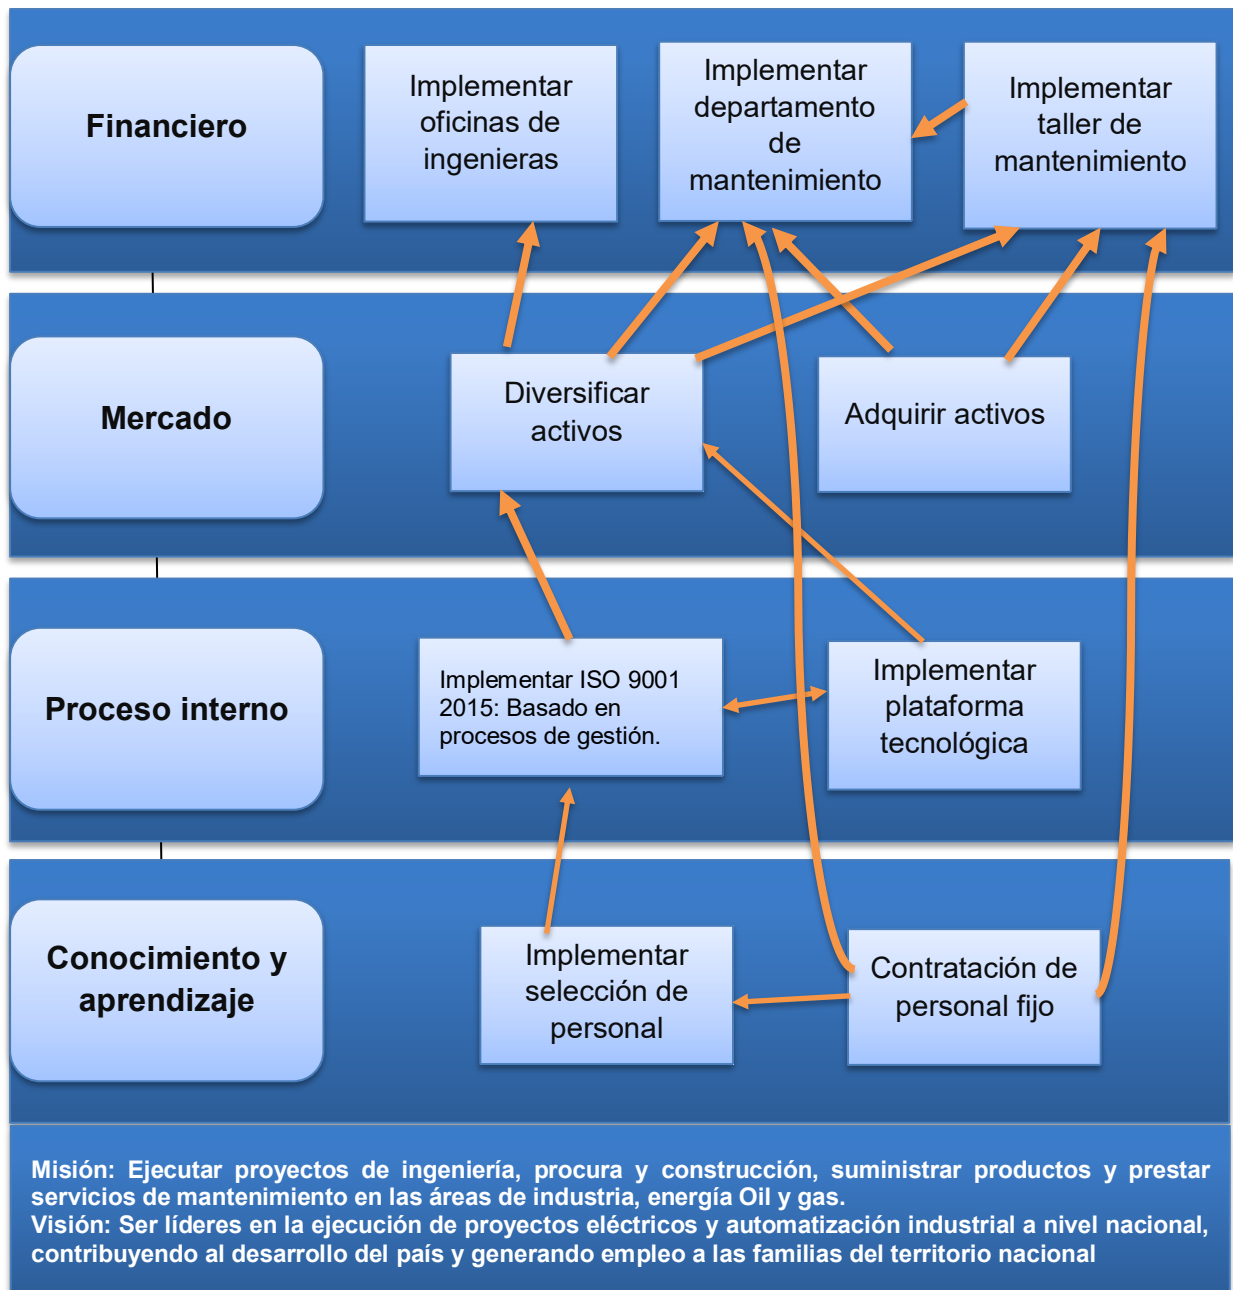 Financiero
Implementar
oficinas de
ingenieras
Implementar
departamento
de
mantenimiento
Implementar
taller de
mantenimiento
Mercado
Diversificar
activos
Adquirir activos
Proceso interno
Implementar ISO 9001
2015: Basado en
procesos de gestión.
Implementar
plataforma
tecnológica
Conocimiento y
aprendizaje
Implementar
selección de
personal
Contratación de
personal fijo
Misión: Ejecutar proyectos de ingeniería, procura y construcción, suministrar productos y prestar
servicios de mantenimiento en las áreas de industria, energía Oil y gas.
Visión: Ser líderes en la ejecución de proyectos eléctricos y automatización industrial a nivel nacional,
contribuyendo al desarrollo del país y generando empleo a las familias del territorio nacional